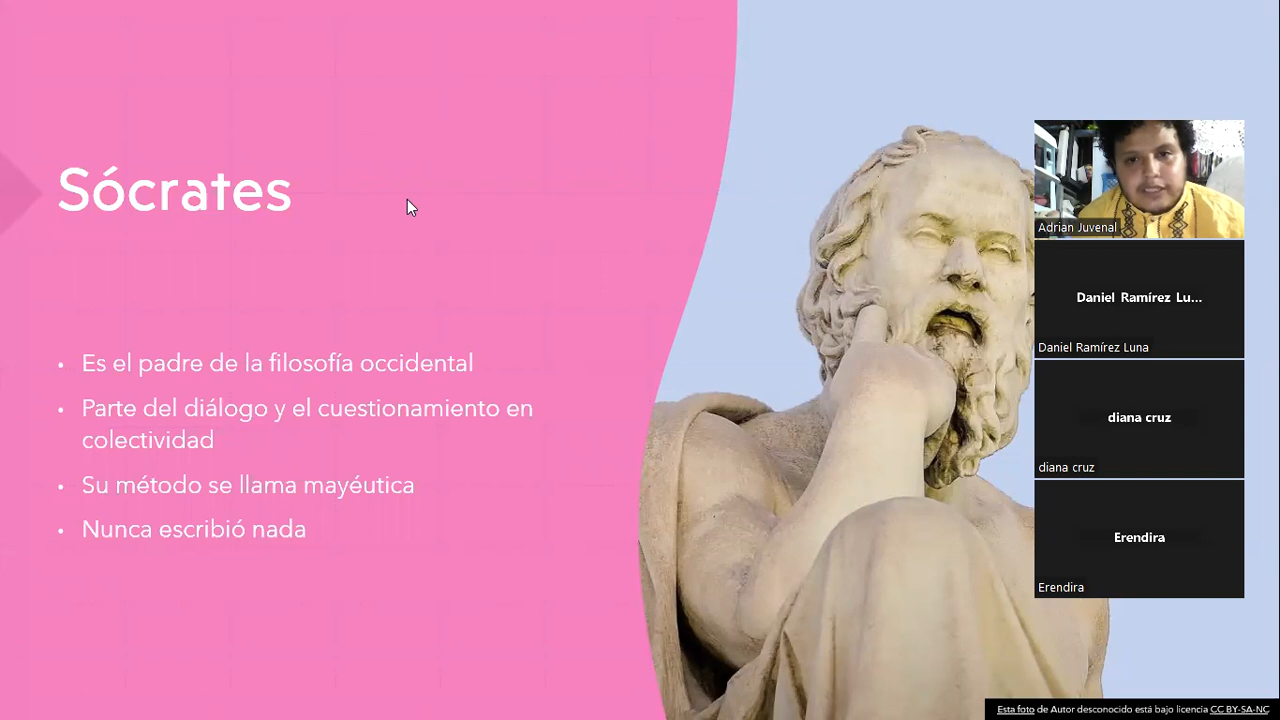 Sócrates
• Es el padre de la filosofía occidental
• Parte del diálogo y el cuestionamiento en
colectividad
• Su método se llama mayéutica
• Nunca escribió nada
Adrian Juvenal
Daniel Ramírez Lu...
Daniel Ramírez Luna
diana cruz
diana cruz
Erendira
Erendira
Esta foto de Autor desconocido está bajo licencia CC BY-SA-NC